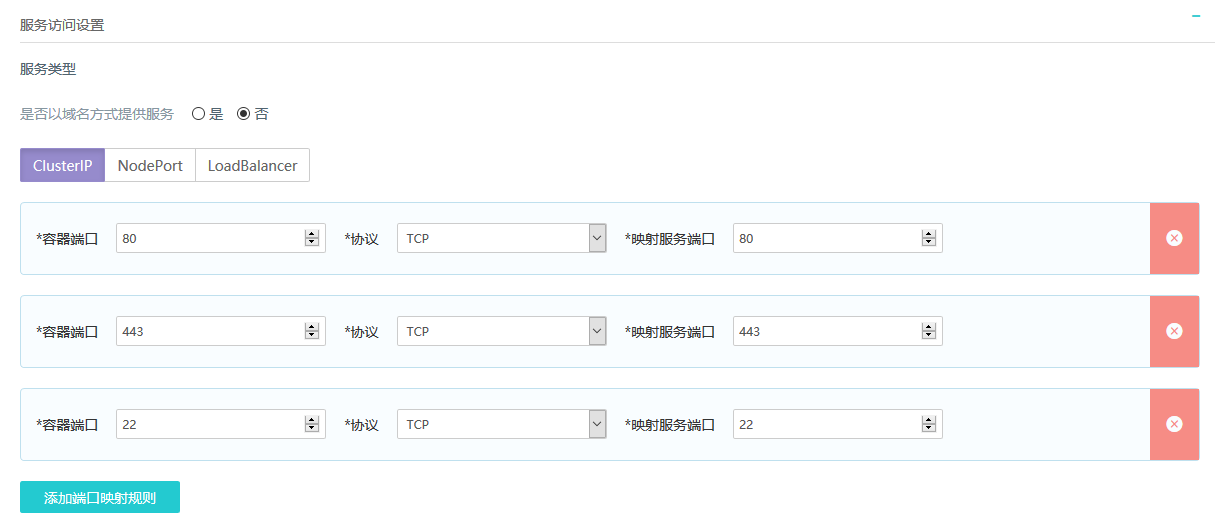 服务访问设置
服务类型
是否以域名方式提供服务 是 否
ClusterIP NodePort LoadBalancer
*容器端口 80 *协议 TCP *映射服务端口 80
*容器端口 443 *协议 TCP *映射服务端口 443
*容器端口 22 *协议 TCP *映射服务端口 22
添加端口映射规则